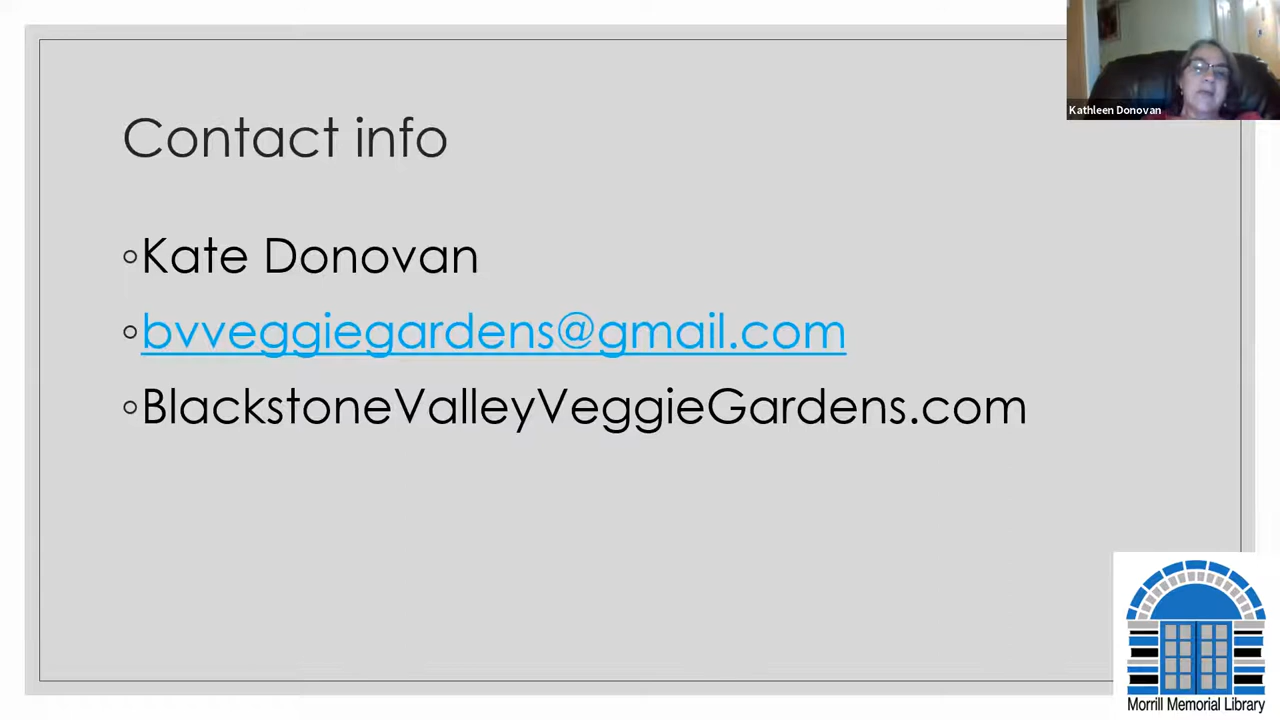 Kathleen Donovan
Contact info
◦Kate Donovan
◦bvveggiegardens@gmail.com
◦BlackstoneValleyVeggieGardens.com
Morrill Memorial Library